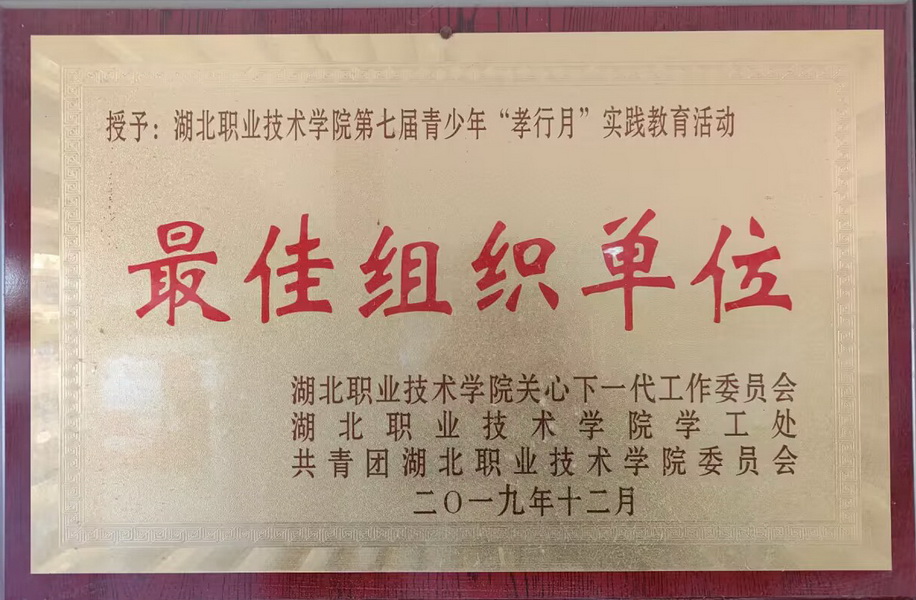 授予：湖北职业技术学院第七届青少年“孝行月”实践教育活动
最佳组织单位
湖北职业技术学院关心下一代工作委员会
湖北职业技术学院学工处
共青团湖北职业技术学院委员会
二〇一九年十二月